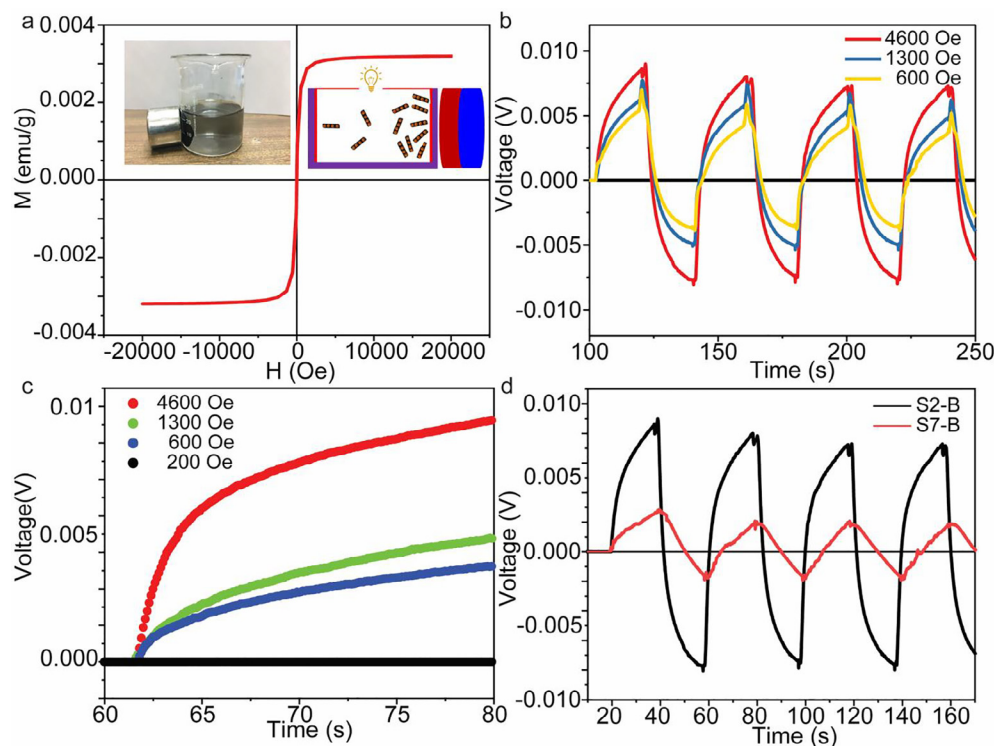 a
0.004
0.002
0.000
-0.002
-0.004
M (emu/g)
-20000 -10000 0 10000 20000
H (Oe)
b
0.010
0.005
0.000
-0.005
-0.010
Voltage (V)
4600 Oe
1300 Oe
600 Oe
100 150 200 250
Time (s)
c
0.01
0.005
0.000
Voltage(V)
4600 Oe
1300 Oe
600 Oe
200 Oe
60 65 70 75 80
Time (s)
d
0.010
0.005
0.000
-0.005
-0.010
Voltage (V)
S2-B
S7-B
20 40 60 80 100 120 140 160
Time (s)